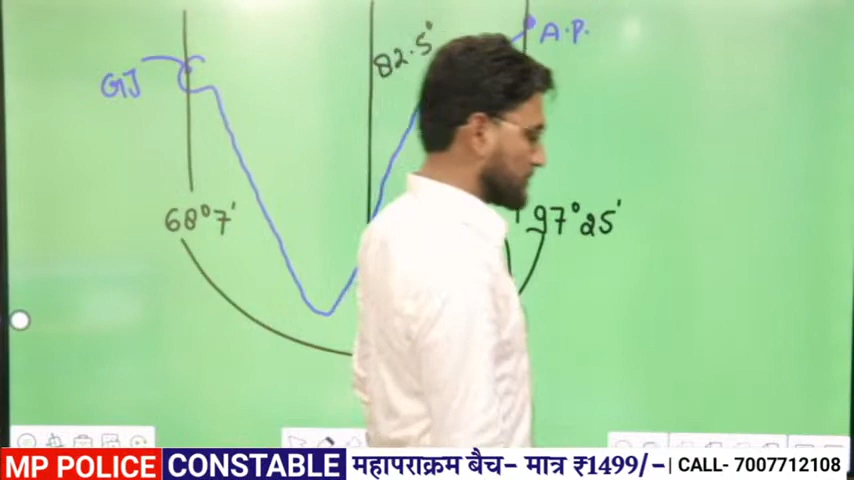 82.5°
A.P.
GJ
68°7'
97°25'
MP POLICE CONSTABLE महापराक्रम बैच- मात्र ₹1499/- | CALL- 7007712108